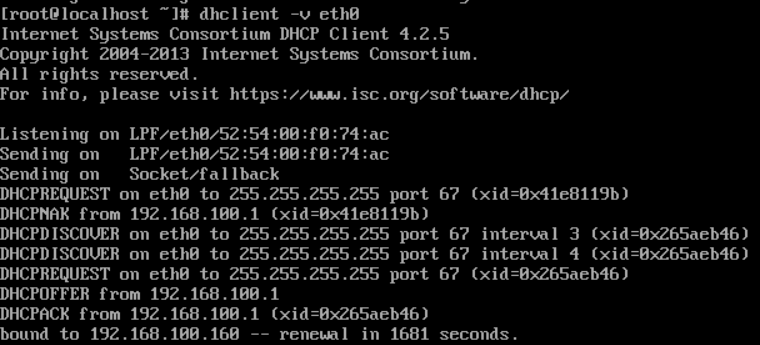 [root@localhost ~]# dhclient -v eth0
Internet Systems Consortium DHCP Client 4.2.5
Copyright 2004-2013 Internet Systems Consortium.
All rights reserved.
For info, please visit https://www.isc.org/software/dhcp/

Listening on LPF/eth0/52:54:00:f0:74:ac
Sending on   LPF/eth0/52:54:00:f0:74:ac
Sending on   Socket/fallback
DHCPREQUEST on eth0 to 255.255.255.255 port 67 (xid=0x41e8119b)
DHCPNAK from 192.168.100.1 (xid=0x41e8119b)
DHCPDISCOVER on eth0 to 255.255.255.255 port 67 interval 3 (xid=0x265aeb46)
DHCPDISCOVER on eth0 to 255.255.255.255 port 67 interval 4 (xid=0x265aeb46)
DHCPREQUEST on eth0 to 255.255.255.255 port 67 (xid=0x265aeb46)
DHCPOFFER from 192.168.100.1
DHCPACK from 192.168.100.1 (xid=0x265aeb46)
bound to 192.168.100.160 -- renewal in 1681 seconds.